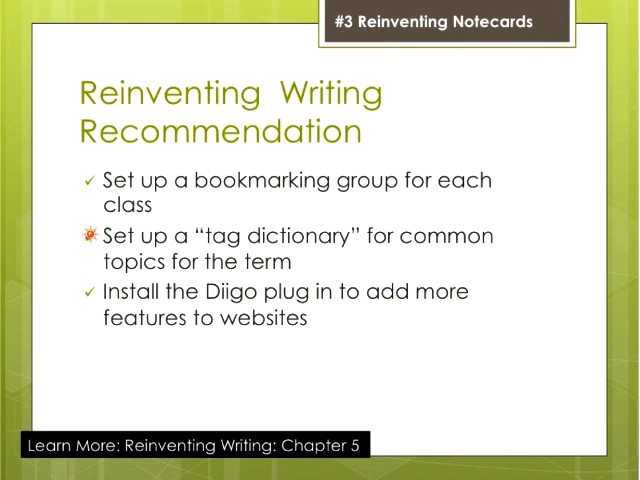 #3 Reinventing Notecards
Reinventing  Writing
Recommendation
Set up a bookmarking group for each
class
Set up a “tag dictionary” for common
topics for the term
Install the Diigo plug in to add more
features to websites
Learn More: Reinventing Writing: Chapter 5